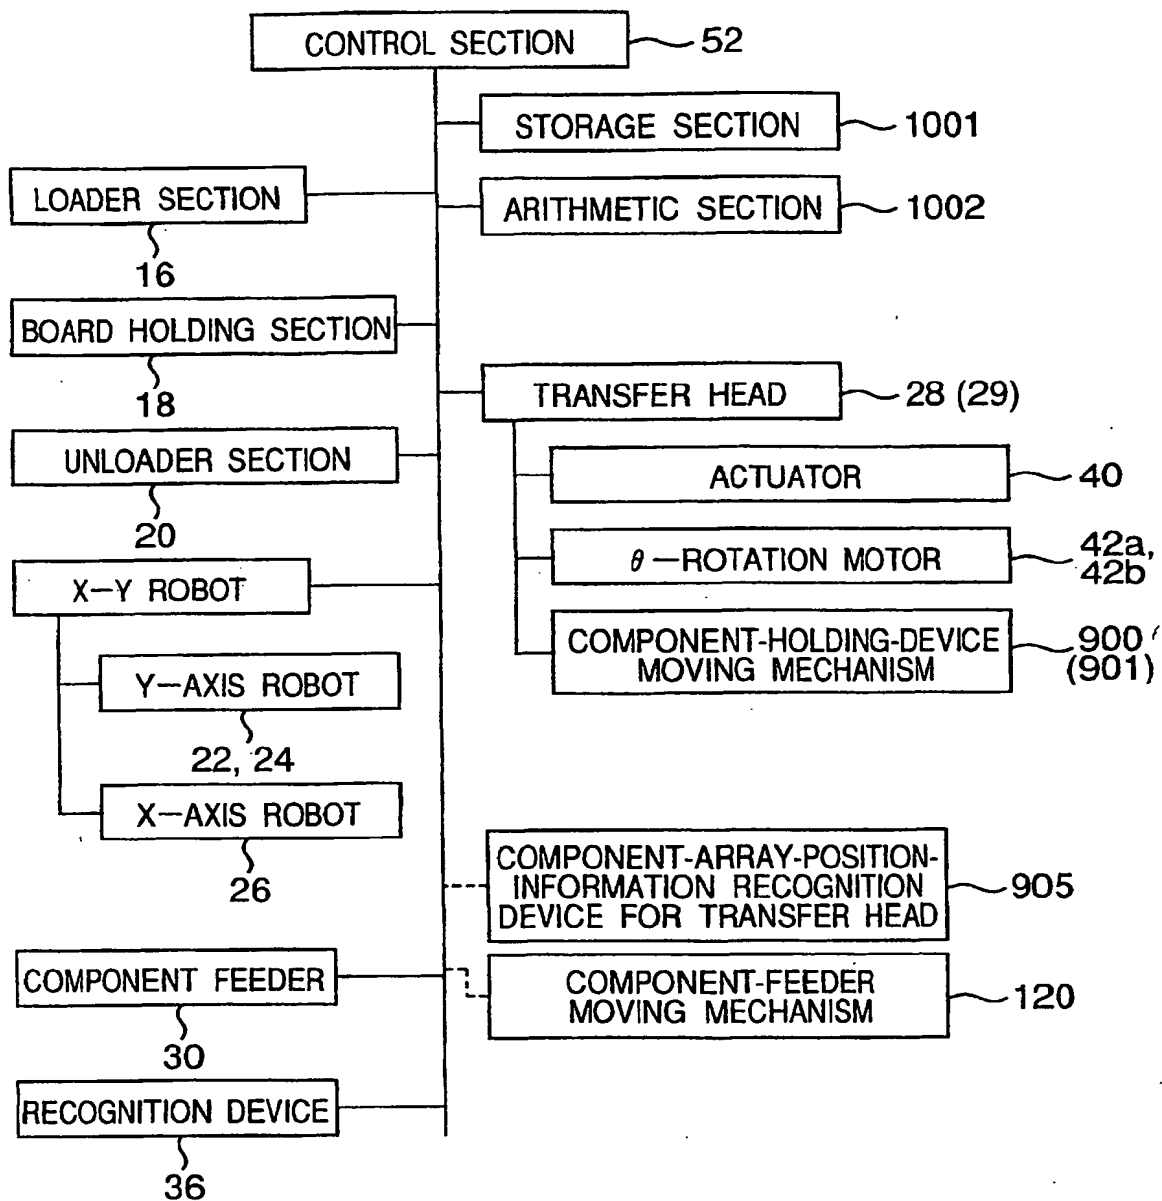 CONTROL SECTION
52
STORAGE SECTION
1001
LOADER SECTION
16
ARITHMETIC SECTION
1002
BOARD HOLDING SECTION
18
TRANSFER HEAD
28 (29)
UNLOADER SECTION
20
ACTUATOR
40
θ-ROTATION MOTOR
42a,
42b
X-Y ROBOT
COMPONENT-HOLDING-DEVICE
MOVING MECHANISM
900
(901)
Y-AXIS ROBOT
22, 24
X-AXIS ROBOT
26
COMPONENT-ARRAY-POSITION-
INFORMATION RECOGNITION
DEVICE FOR TRANSFER HEAD
905
COMPONENT FEEDER
30
COMPONENT-FEEDER
MOVING MECHANISM
120
RECOGNITION DEVICE
36